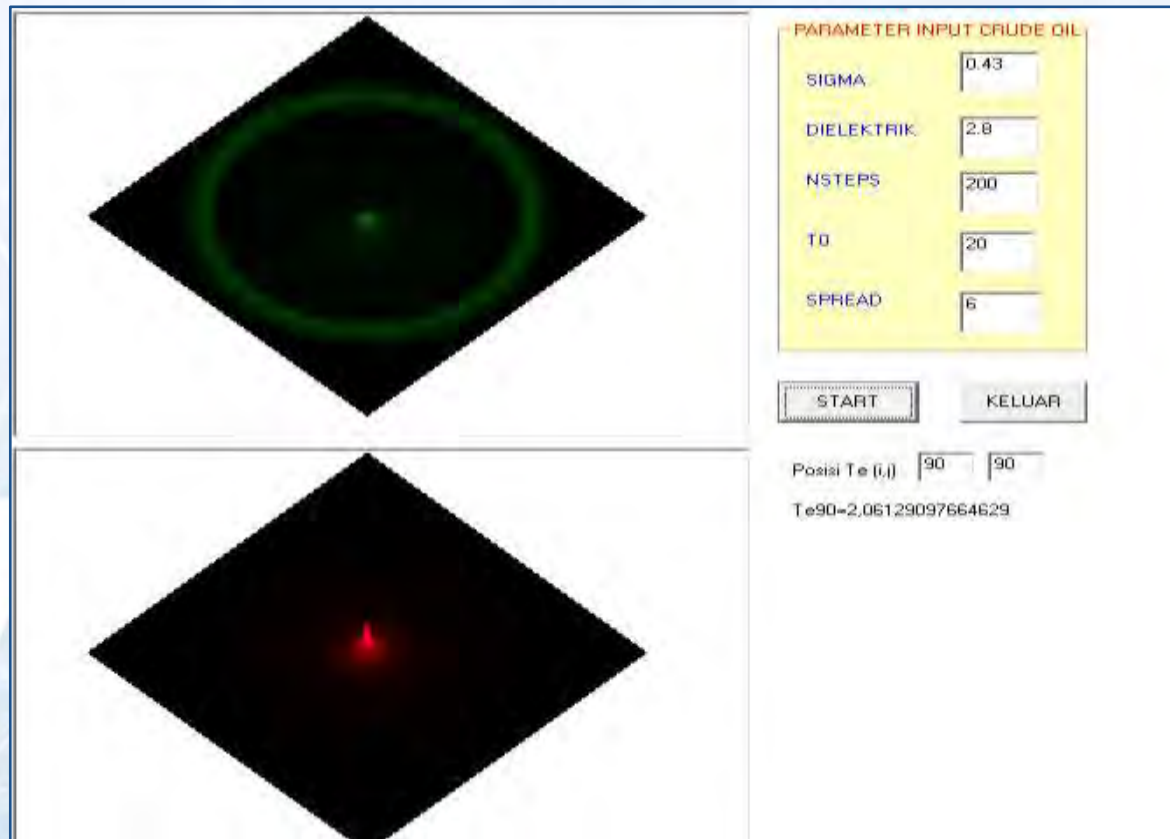 PARAMETER INPUT CRUDE OIL
SIGMA 0.43
DIELEKTRIK 2.8
NSTEPS 200
T0 20
SPREAD 6
START KELUAR
Posisi Te (i,j) 90 90
Te90=2,06129097664629